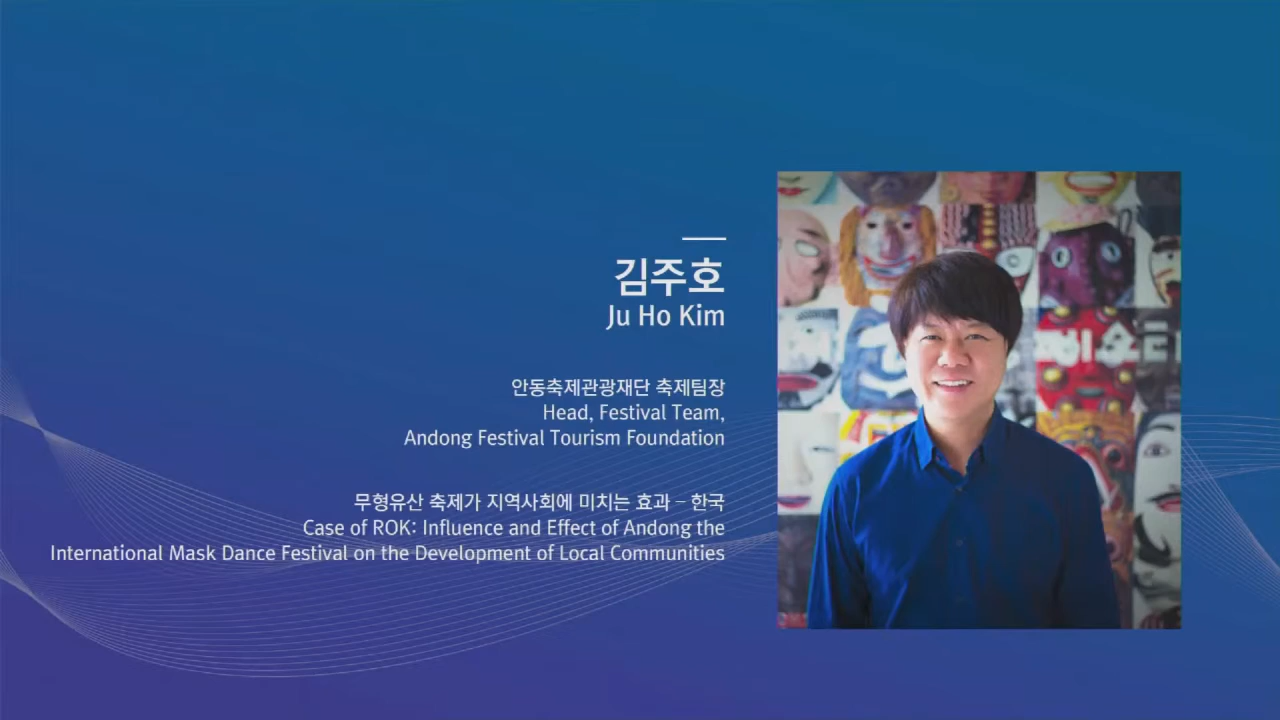 김주호
Ju Ho Kim
안동축제관광재단 축제팀장
Head, Festival Team,
Andong Festival Tourism Foundation
무형유산 축제가 지역사회에 미치는 효과 – 한국
Case of ROK: Influence and Effect of Andong the
International Mask Dance Festival on the Development of Local Communities